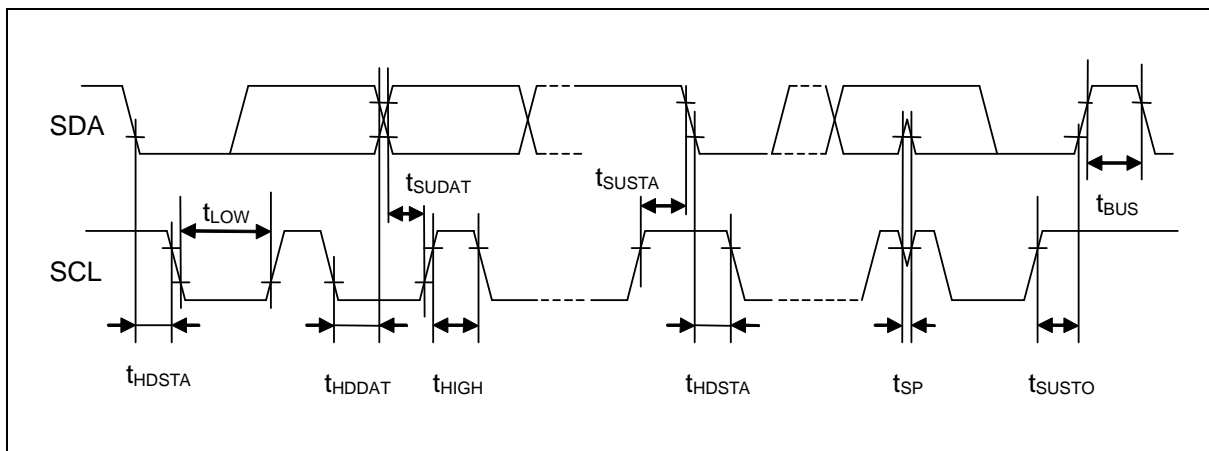 SDA
tSUDAT
tSUSTA
tLOW
tBUS
SCL
tHDSTA
tHDDAT
tHIGH
tHDSTA
tSP
tSUSTO